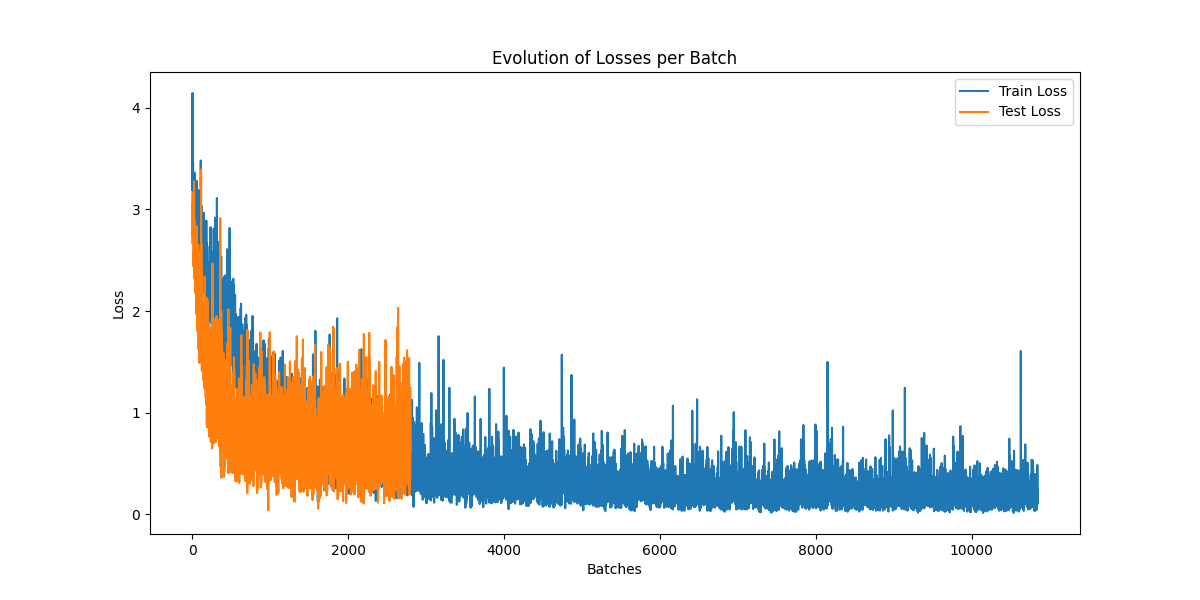 Evolution of Losses per Batch
Train Loss
Test Loss
4
3
2
1
0
Loss
0 2000 4000 6000 8000 10000
Batches